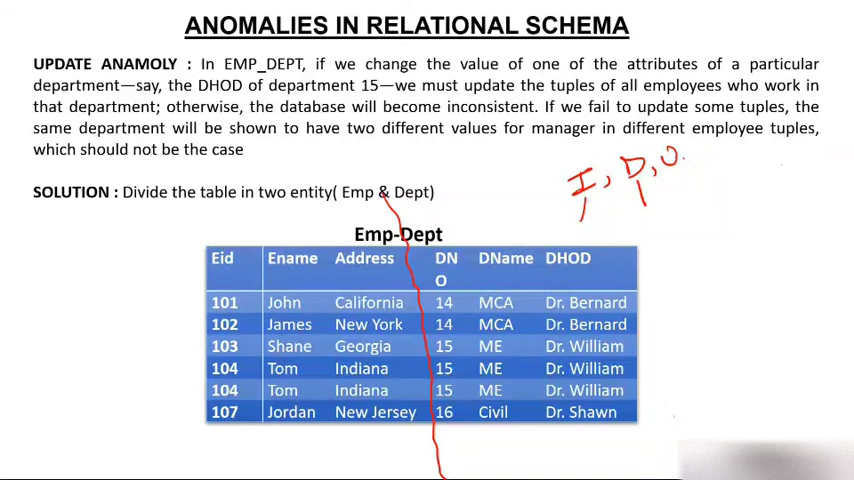 ANOMALIES IN RELATIONAL SCHEMA
UPDATE ANAMOLY : In EMP_DEPT, if we change the value of one of the attributes of a particular
department—say, the DHOD of department 15—we must update the tuples of all employees who work in
that department; otherwise, the database will become inconsistent. If we fail to update some tuples, the
same department will be shown to have two different values for manager in different employee tuples,
which should not be the case
I, D, U.
SOLUTION : Divide the table in two entity( Emp & Dept)
Emp-Dept
Eid Ename Address DN DName DHOD
O
101 John California 14 MCA Dr. Bernard
102 James New York 14 MCA Dr. Bernard
103 Shane Georgia 15 ME Dr. William
104 Tom Indiana 15 ME Dr. William
104 Tom Indiana 15 ME Dr. William
107 Jordan New Jersey 16 Civil Dr. Shawn